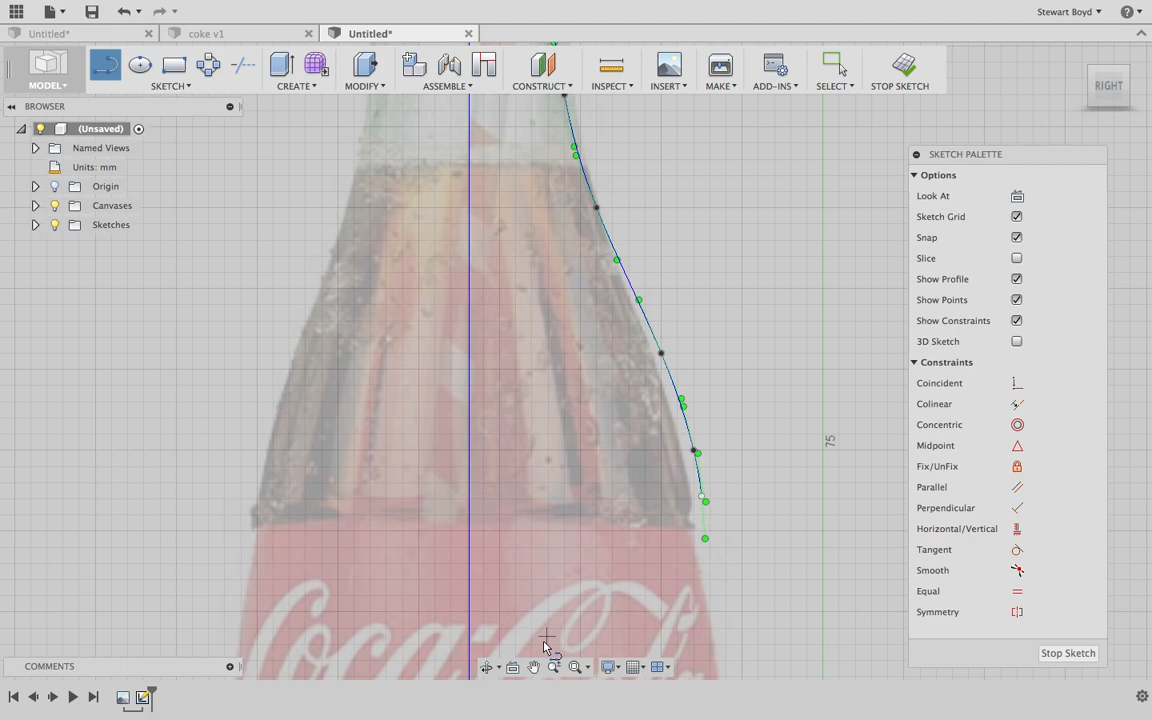 Stewart Boyd
Untitled*
coke v1
Untitled*
MODEL
SKETCH
CREATE
MODIFY
ASSEMBLE
CONSTRUCT
INSPECT
INSERT
MAKE
ADD-INS
SELECT
STOP SKETCH
RIGHT
BROWSER
(Unsaved)
Named Views
Units: mm
Origin
Canvases
Sketches
SKETCH PALETTE
Options
Look At
Sketch Grid
Snap
Slice
Show Profile
Show Points
Show Constraints
3D Sketch
Constraints
Coincident
Colinear
Concentric
Midpoint
Fix/UnFix
Parallel
Perpendicular
Horizontal/Vertical
Tangent
Smooth
Equal
Symmetry
Stop Sketch
75
Coca-Cola
COMMENTS